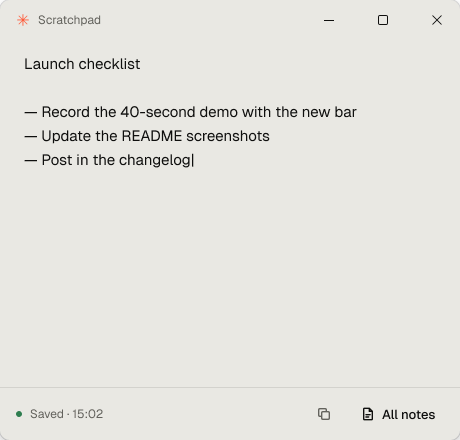 Scratchpad
Launch checklist
— Record the 40-second demo with the new bar
— Update the README screenshots
— Post in the changelog
Saved · 15:02
All notes